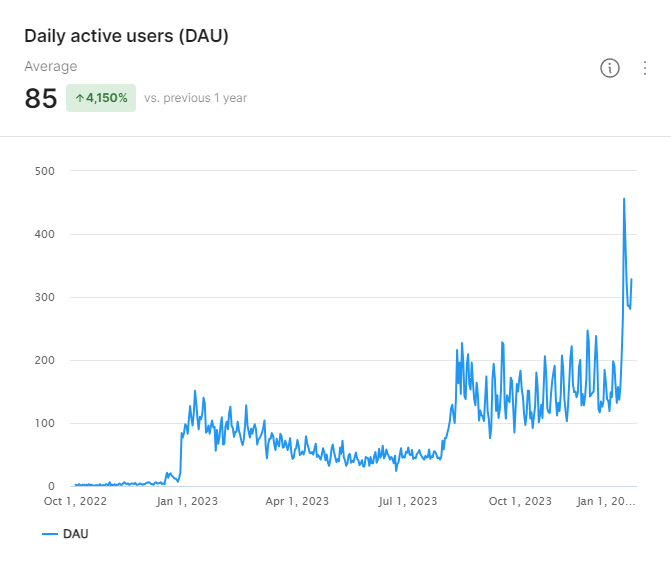 Daily active users (DAU)
Average
85 ↑4,150% vs. previous 1 year
500
400
300
200
100
0
Oct 1, 2022 Jan 1, 2023 Apr 1, 2023 Jul 1, 2023 Oct 1, 2023 Jan 1, 20...
DAU